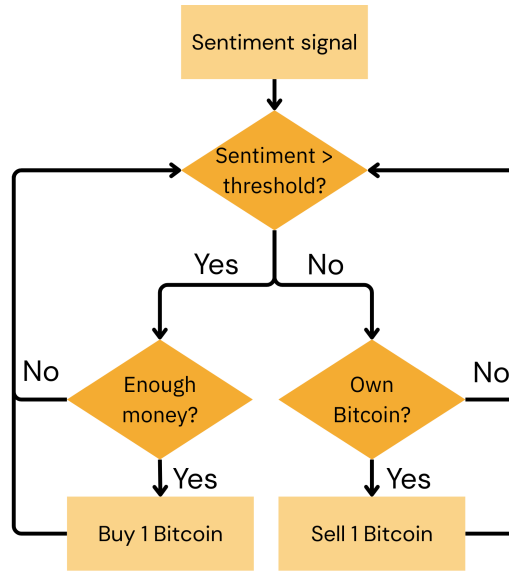 Sentiment signal
Sentiment >
threshold?
Yes
No
No
Enough
money?
Own
Bitcoin?
No
Yes
Yes
Buy 1 Bitcoin
Sell 1 Bitcoin